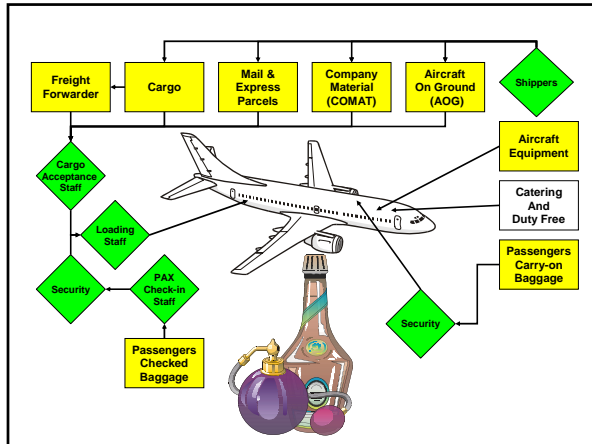 Freight
Forwarder
Cargo
Mail &
Express
Parcels
Company
Material
(COMAT)
Aircraft
On Ground
(AOG)
Shippers
Cargo
Acceptance
Staff
Aircraft
Equipment
Catering
And
Duty Free
Loading
Staff
Passengers
Carry-on
Baggage
Security
PAX
Check-in
Staff
Security
Passengers
Checked
Baggage